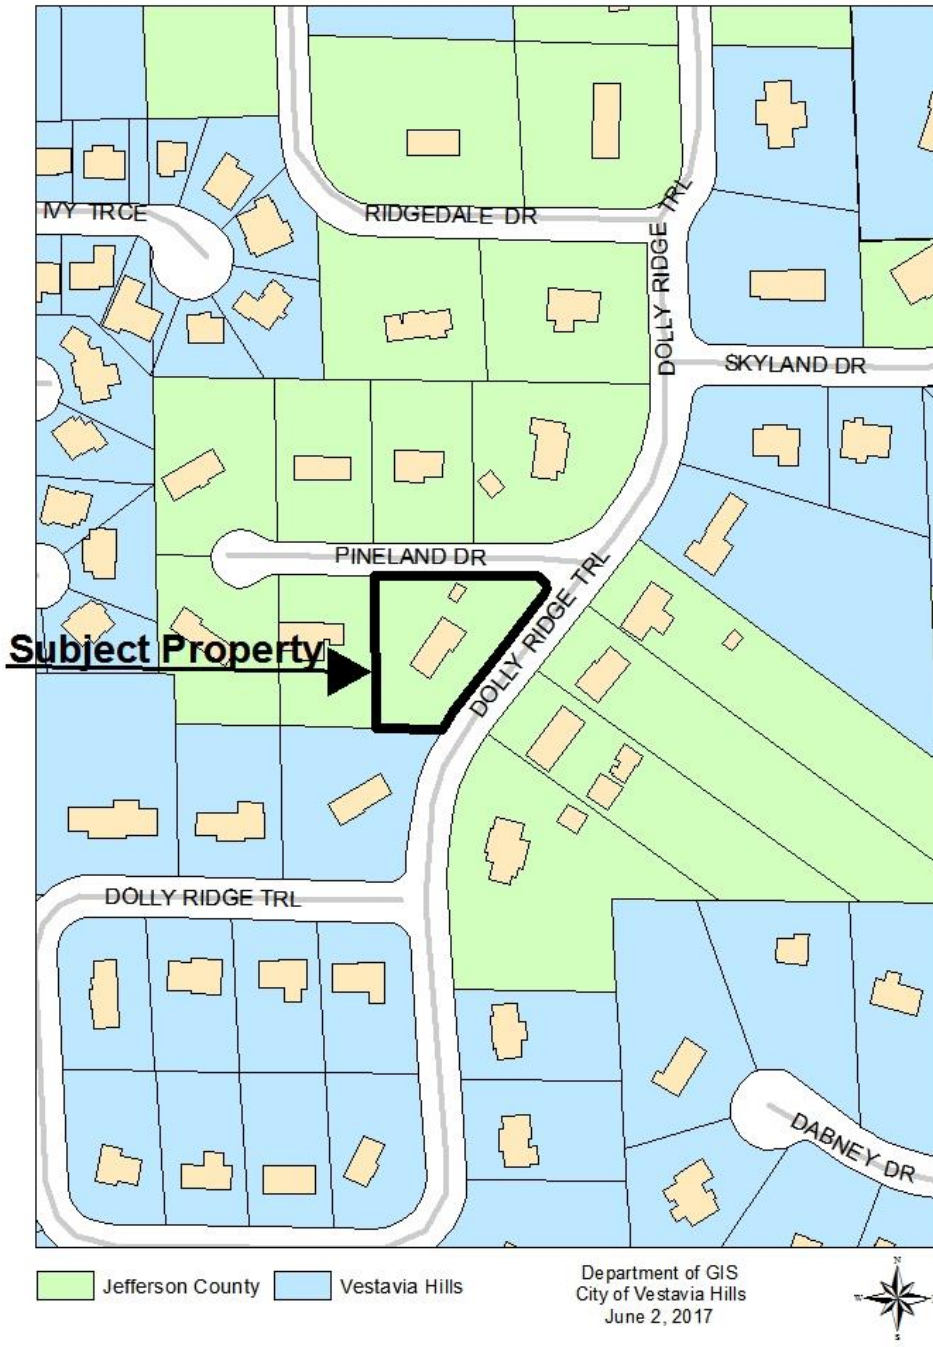 IVY TRCE
RIDGEDALE DR
DOLLY RIDGE TRL
SKYLAND DR
PINELAND DR
DOLLY RIDGE TRL
Subject Property
DOLLY RIDGE TRL
DABNEY DR
Jefferson County
Vestavia Hills
Department of GIS
City of Vestavia Hills
June 2, 2017
N
W
S